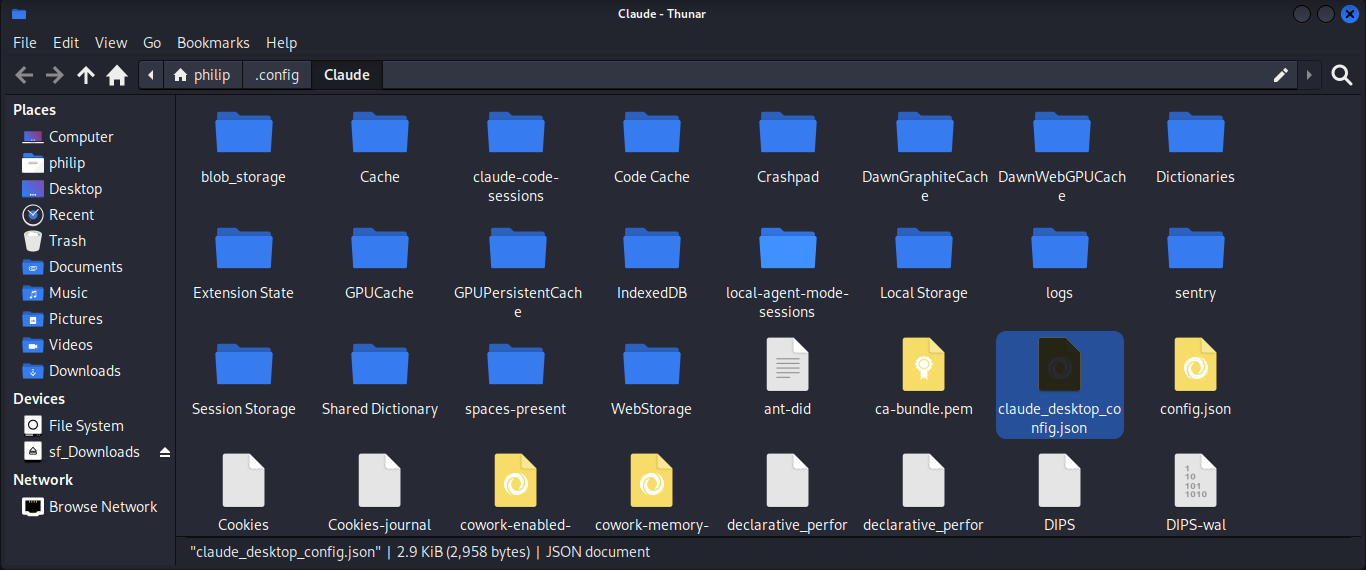 Claude - Thunar
File Edit View Go Bookmarks Help
philip .config Claude
Places
Computer
philip
Desktop
Recent
Trash
Documents
Music
Pictures
Videos
Downloads
Devices
File System
sf_Downloads
Network
Browse Network
blob_storage
Cache
claude-code-
sessions
Code Cache
Crashpad
DawnGraphiteCach
e
DawnWebGPUCach
e
Dictionaries
Extension State
GPUCache
GPUPersistentCach
e
IndexedDB
local-agent-mode-
sessions
Local Storage
logs
sentry
Session Storage
Shared Dictionary
spaces-present
WebStorage
ant-did
ca-bundle.pem
claude_desktop_co
nfig.json
config.json
Cookies
Cookies-journal
cowork-enabled-
cowork-memory-
declarative_perfor
declarative_perfor
DIPS
1
10
101
1010
DIPS-wal
"claude_desktop_config.json" | 2.9 KiB (2,958 bytes) | JSON document